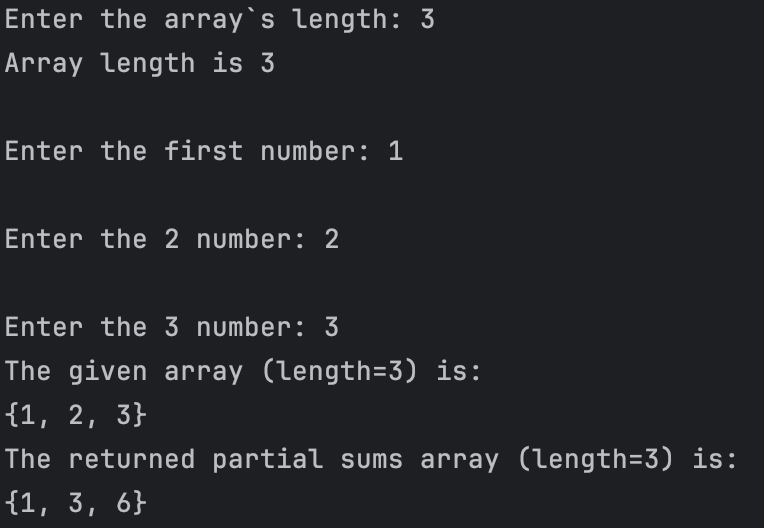 Enter the array`s length: 3
Array length is 3
Enter the first number: 1
Enter the 2 number: 2
Enter the 3 number: 3
The given array (length=3) is:
{1, 2, 3}
The returned partial sums array (length=3) is:
{1, 3, 6}